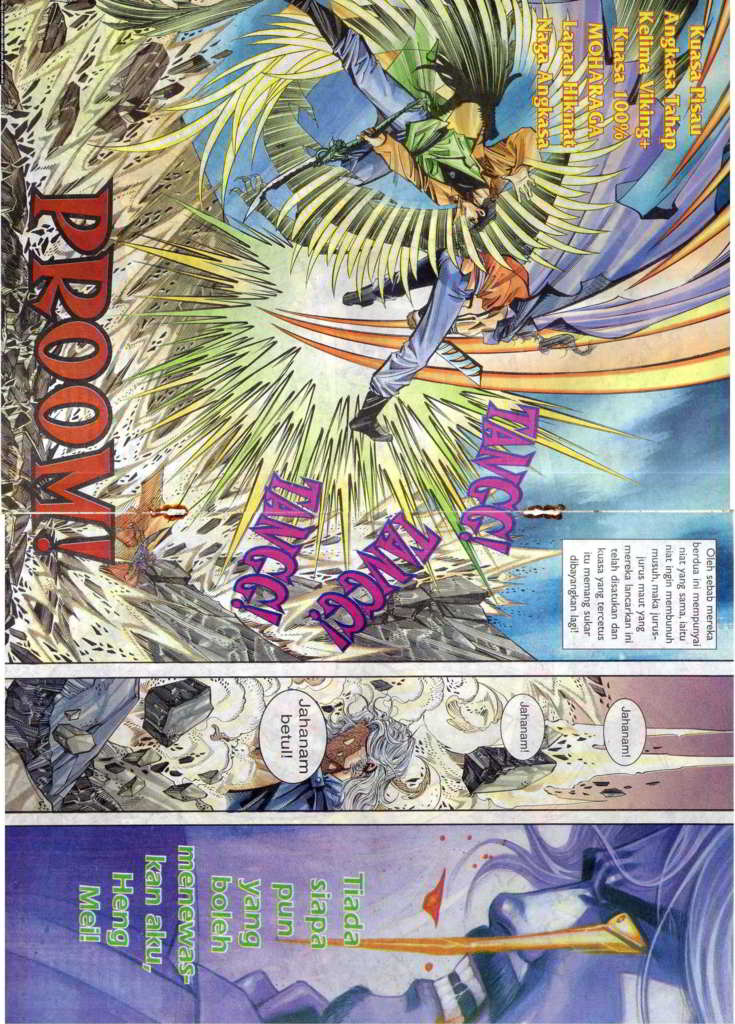 Kuasa Pisau
Angkasa Tahap
Kelima Viking+
Kuasa 100%
MOHARAGA
Lapan Hikmat
Naga Angkasa
PROOM!
TANGG!
TANGG!
TANGG!
Oleh sebab mereka
berdua ini mempunyai
niat yang sama, iaitu
niat ingin membunuh
musuh, maka jurus-
jurus maut yang
mereka lancarkan ini
telah disatukan dan
kuasa yang tercetus
itu memang sukar
dibayangkan lagi!
Jahanam!
Jahanam!
Jahanam
betul!
Tiada
siapa
pun
yang
boleh
menewas-
kan aku,
Heng
Mei!